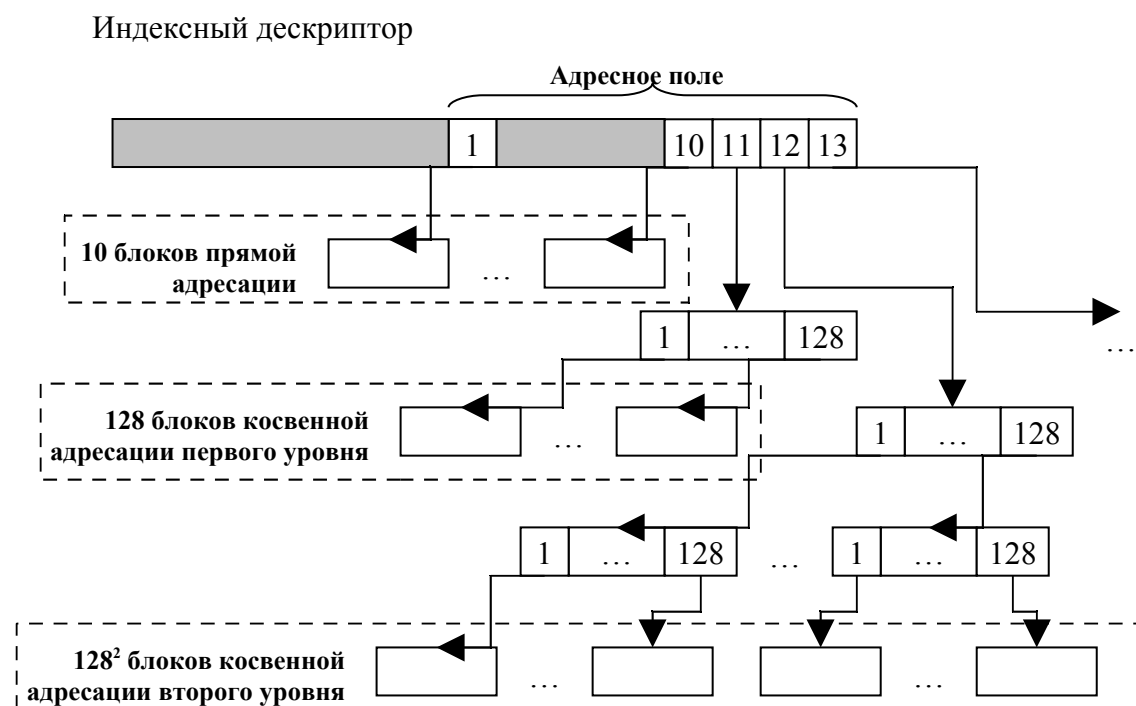 Индексный дескриптор
Адресное поле
1 10 11 12 13
10 блоков прямой
адресации
…
1 … 128
…
128 блоков косвенной
адресации первого уровня
…
1 … 128
1 … 128 … 1 … 128
128² блоков косвенной
адресации второго уровня
… …